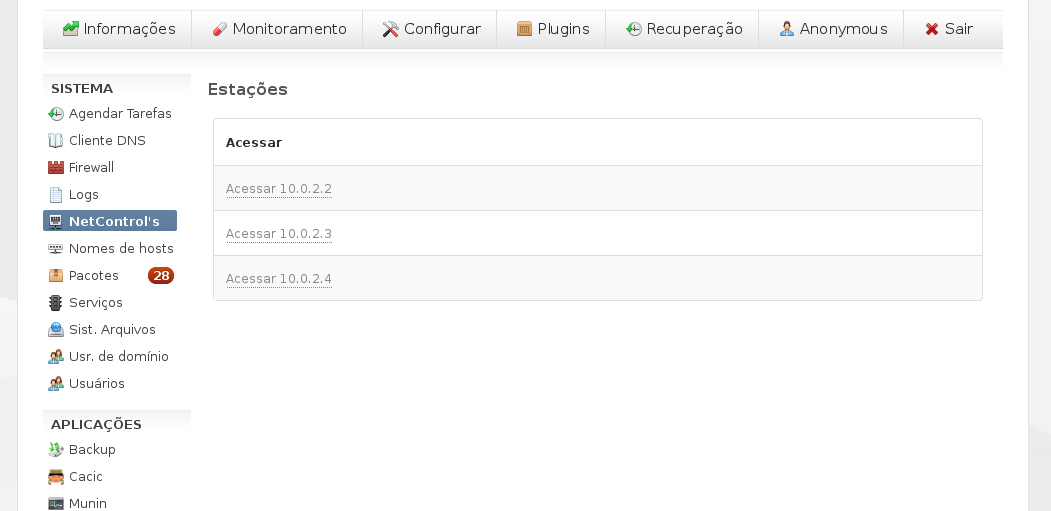 Informações Monitoramento Configurar Plugins Recuperação Anonymous Sair
SISTEMA
Agendar Tarefas
Cliente DNS
Firewall
Logs
NetControl's
Nomes de hosts
Pacotes 28
Serviços
Sist. Arquivos
Usr. de domínio
Usuários
APLICAÇÕES
Backup
Cacic
Munin
Estações
Acessar
Acessar 10.0.2.2
Acessar 10.0.2.3
Acessar 10.0.2.4